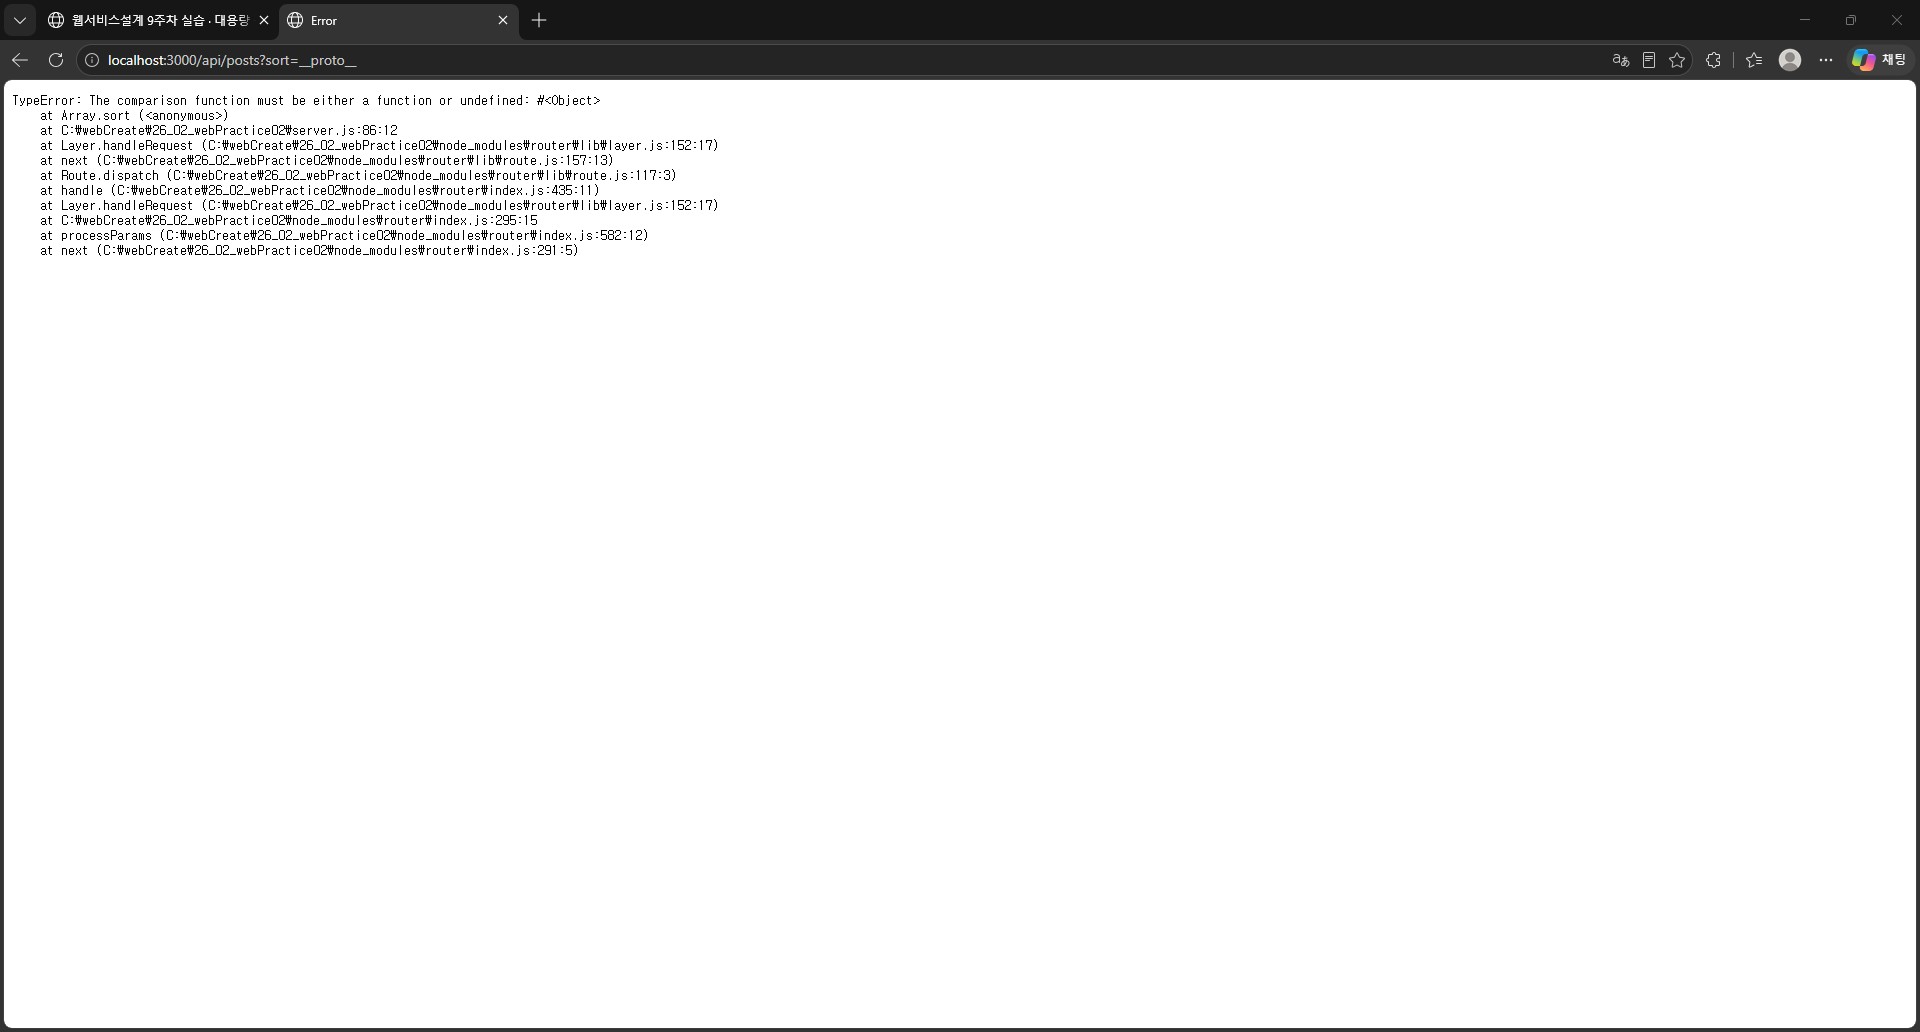 웹서비스설계 9주차 실습 · 대용량
Error
localhost:3000/api/posts?sort=__proto__
채팅
TypeError: The comparison function must be either a function or undefined: #<Object>
    at Array.sort (<anonymous>)
    at C:₩webCreate₩26_02_webPractice02₩server.js:86:12
    at Layer.handleRequest (C:₩webCreate₩26_02_webPractice02₩node_modules₩router₩lib₩layer.js:152:17)
    at next (C:₩webCreate₩26_02_webPractice02₩node_modules₩router₩lib₩route.js:157:13)
    at Route.dispatch (C:₩webCreate₩26_02_webPractice02₩node_modules₩router₩lib₩route.js:117:3)
    at handle (C:₩webCreate₩26_02_webPractice02₩node_modules₩router₩index.js:435:11)
    at Layer.handleRequest (C:₩webCreate₩26_02_webPractice02₩node_modules₩router₩lib₩layer.js:152:17)
    at C:₩webCreate₩26_02_webPractice02₩node_modules₩router₩index.js:295:15
    at processParams (C:₩webCreate₩26_02_webPractice02₩node_modules₩router₩index.js:582:12)
    at next (C:₩webCreate₩26_02_webPractice02₩node_modules₩router₩index.js:291:5)